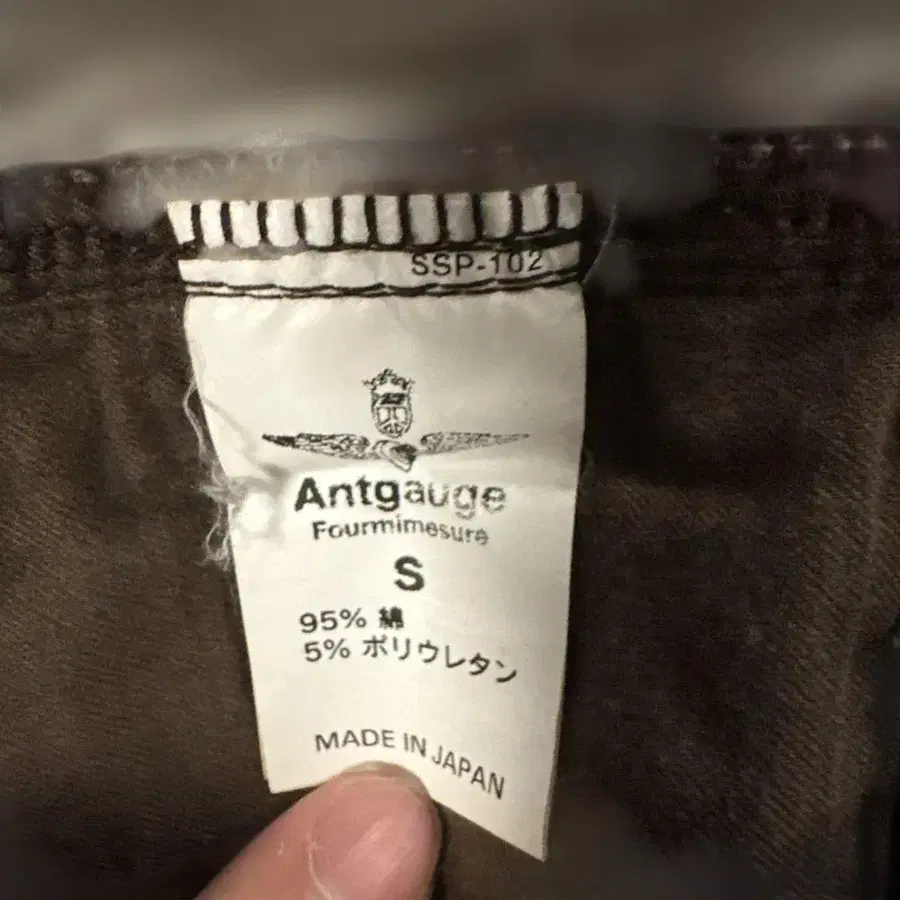 SSP-102
Antgauge
Fourmimesure
S
95% 綿
5% ポリウレタン
MADE IN JAPAN